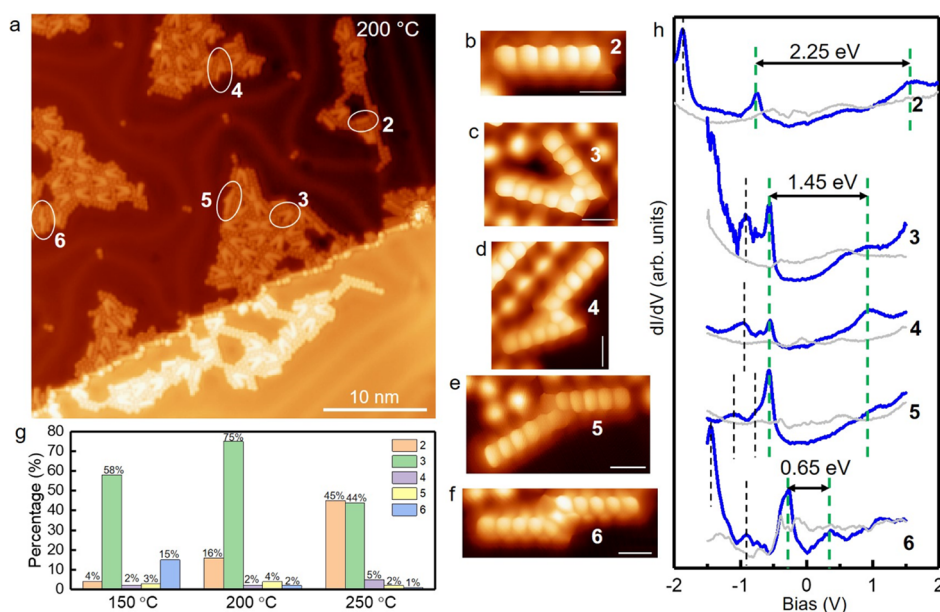 a
200 °C
4
2
5
3
6
10 nm
b
2
c
3
d
4
e
5
f
6
g
Percentage (%)
80
70
60
50
40
30
20
10
0
4%
58%
2%
3%
15%
16%
75%
2%
4%
2%
45%
44%
5%
2%
1%
2
3
4
5
6
150 °C
200 °C
250 °C
h
dI/dV (arb. units)
2.25 eV
2
1.45 eV
3
4
5
0.65 eV
6
-2
-1
0
1
2
Bias (V)